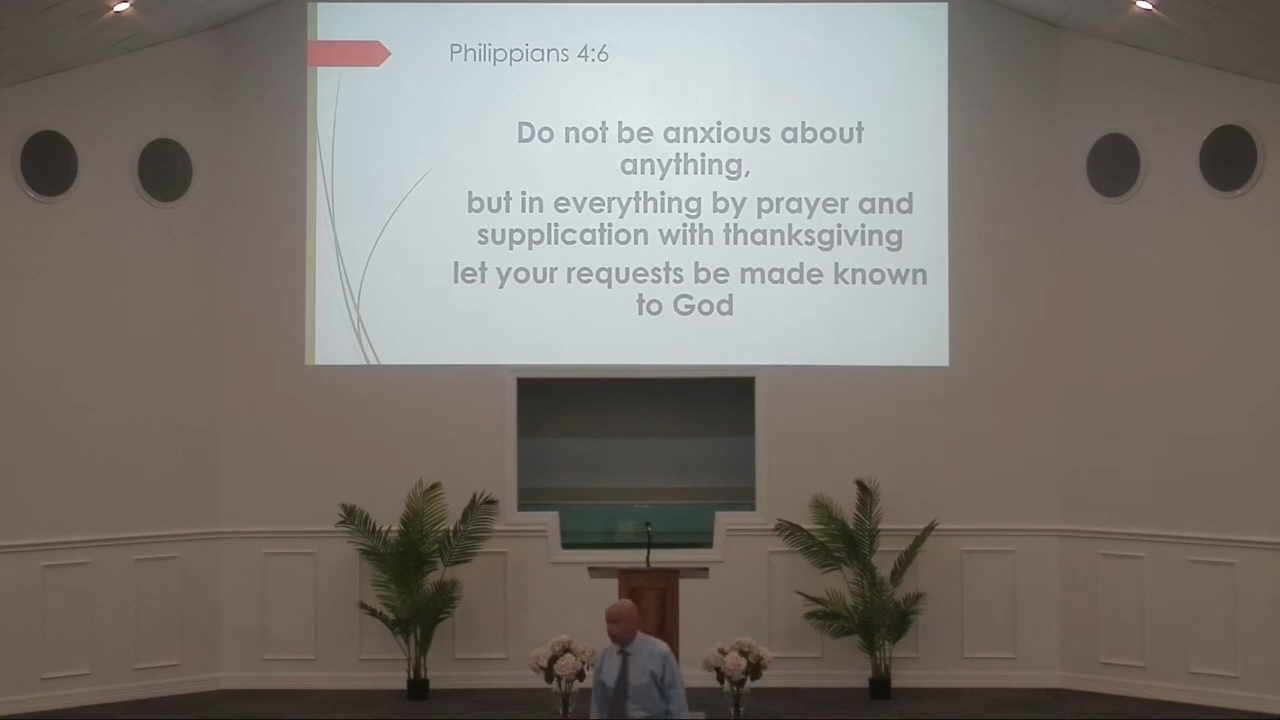 Philippians 4:6
Do not be anxious about
anything,
but in everything by prayer and
supplication with thanksgiving
let your requests be made known
to God